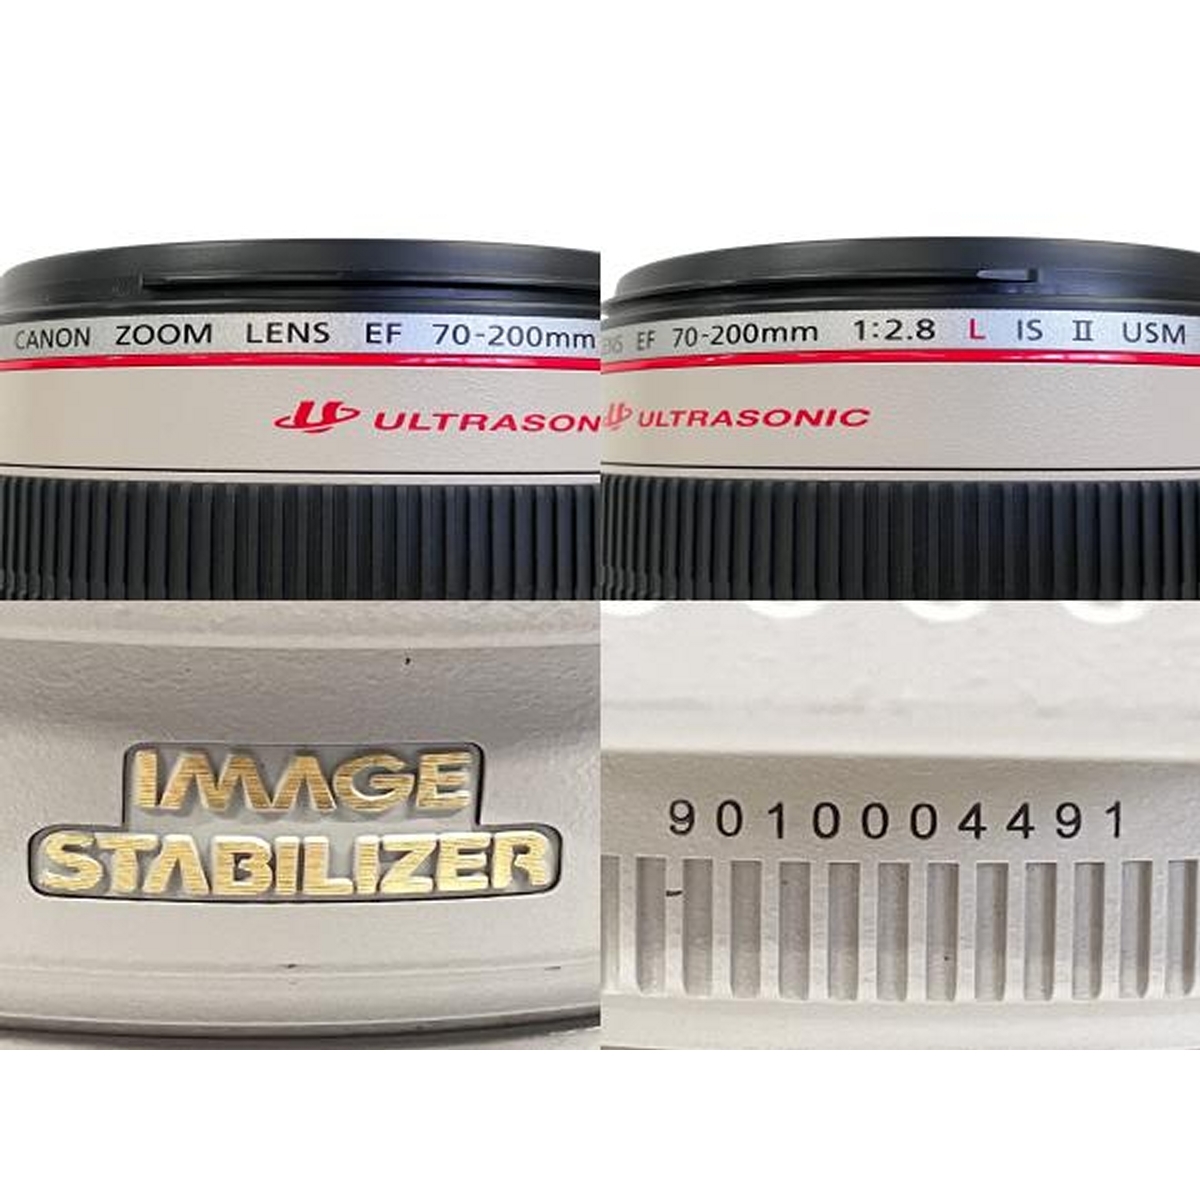 CANON ZOOM LENS EF 70-200mm
ULTRASON
LENS EF 70-200mm 1:2.8 L IS II USM
ULTRASONIC
IMAGE
STABILIZER
9010004491